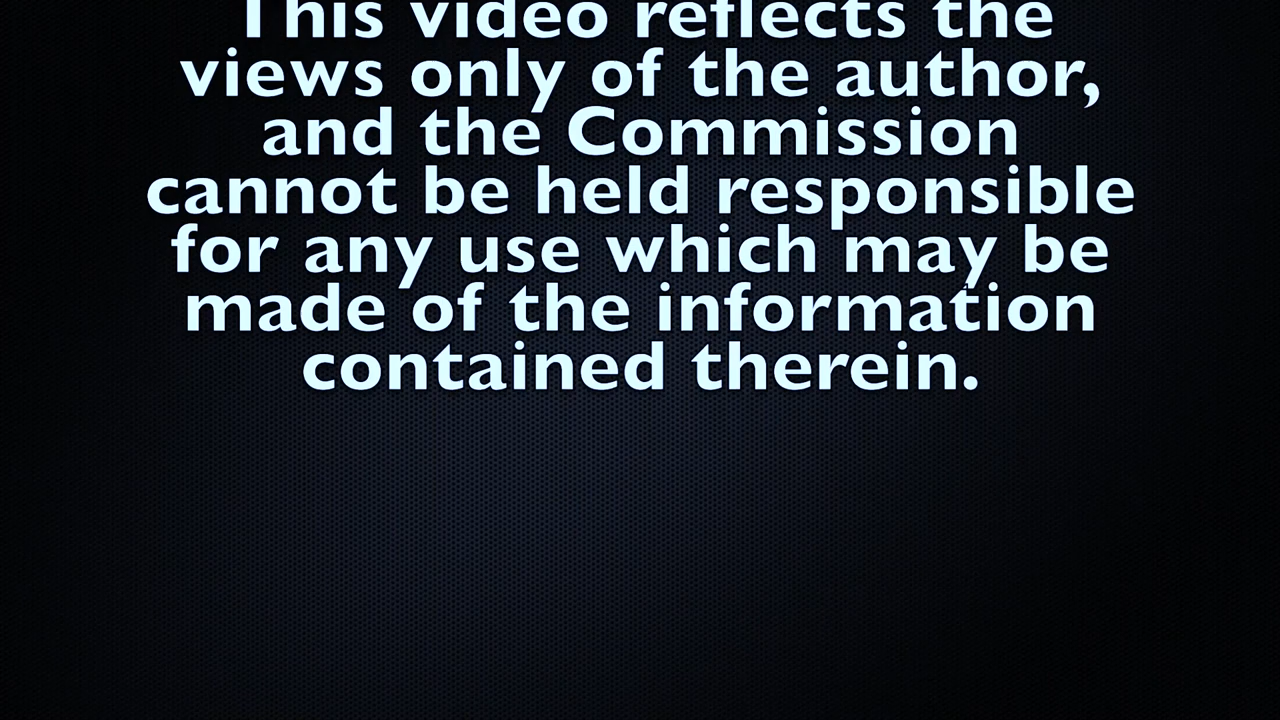 This video reflects the
views only of the author,
and the Commission
cannot be held responsible
for any use which may be
made of the information
contained therein.